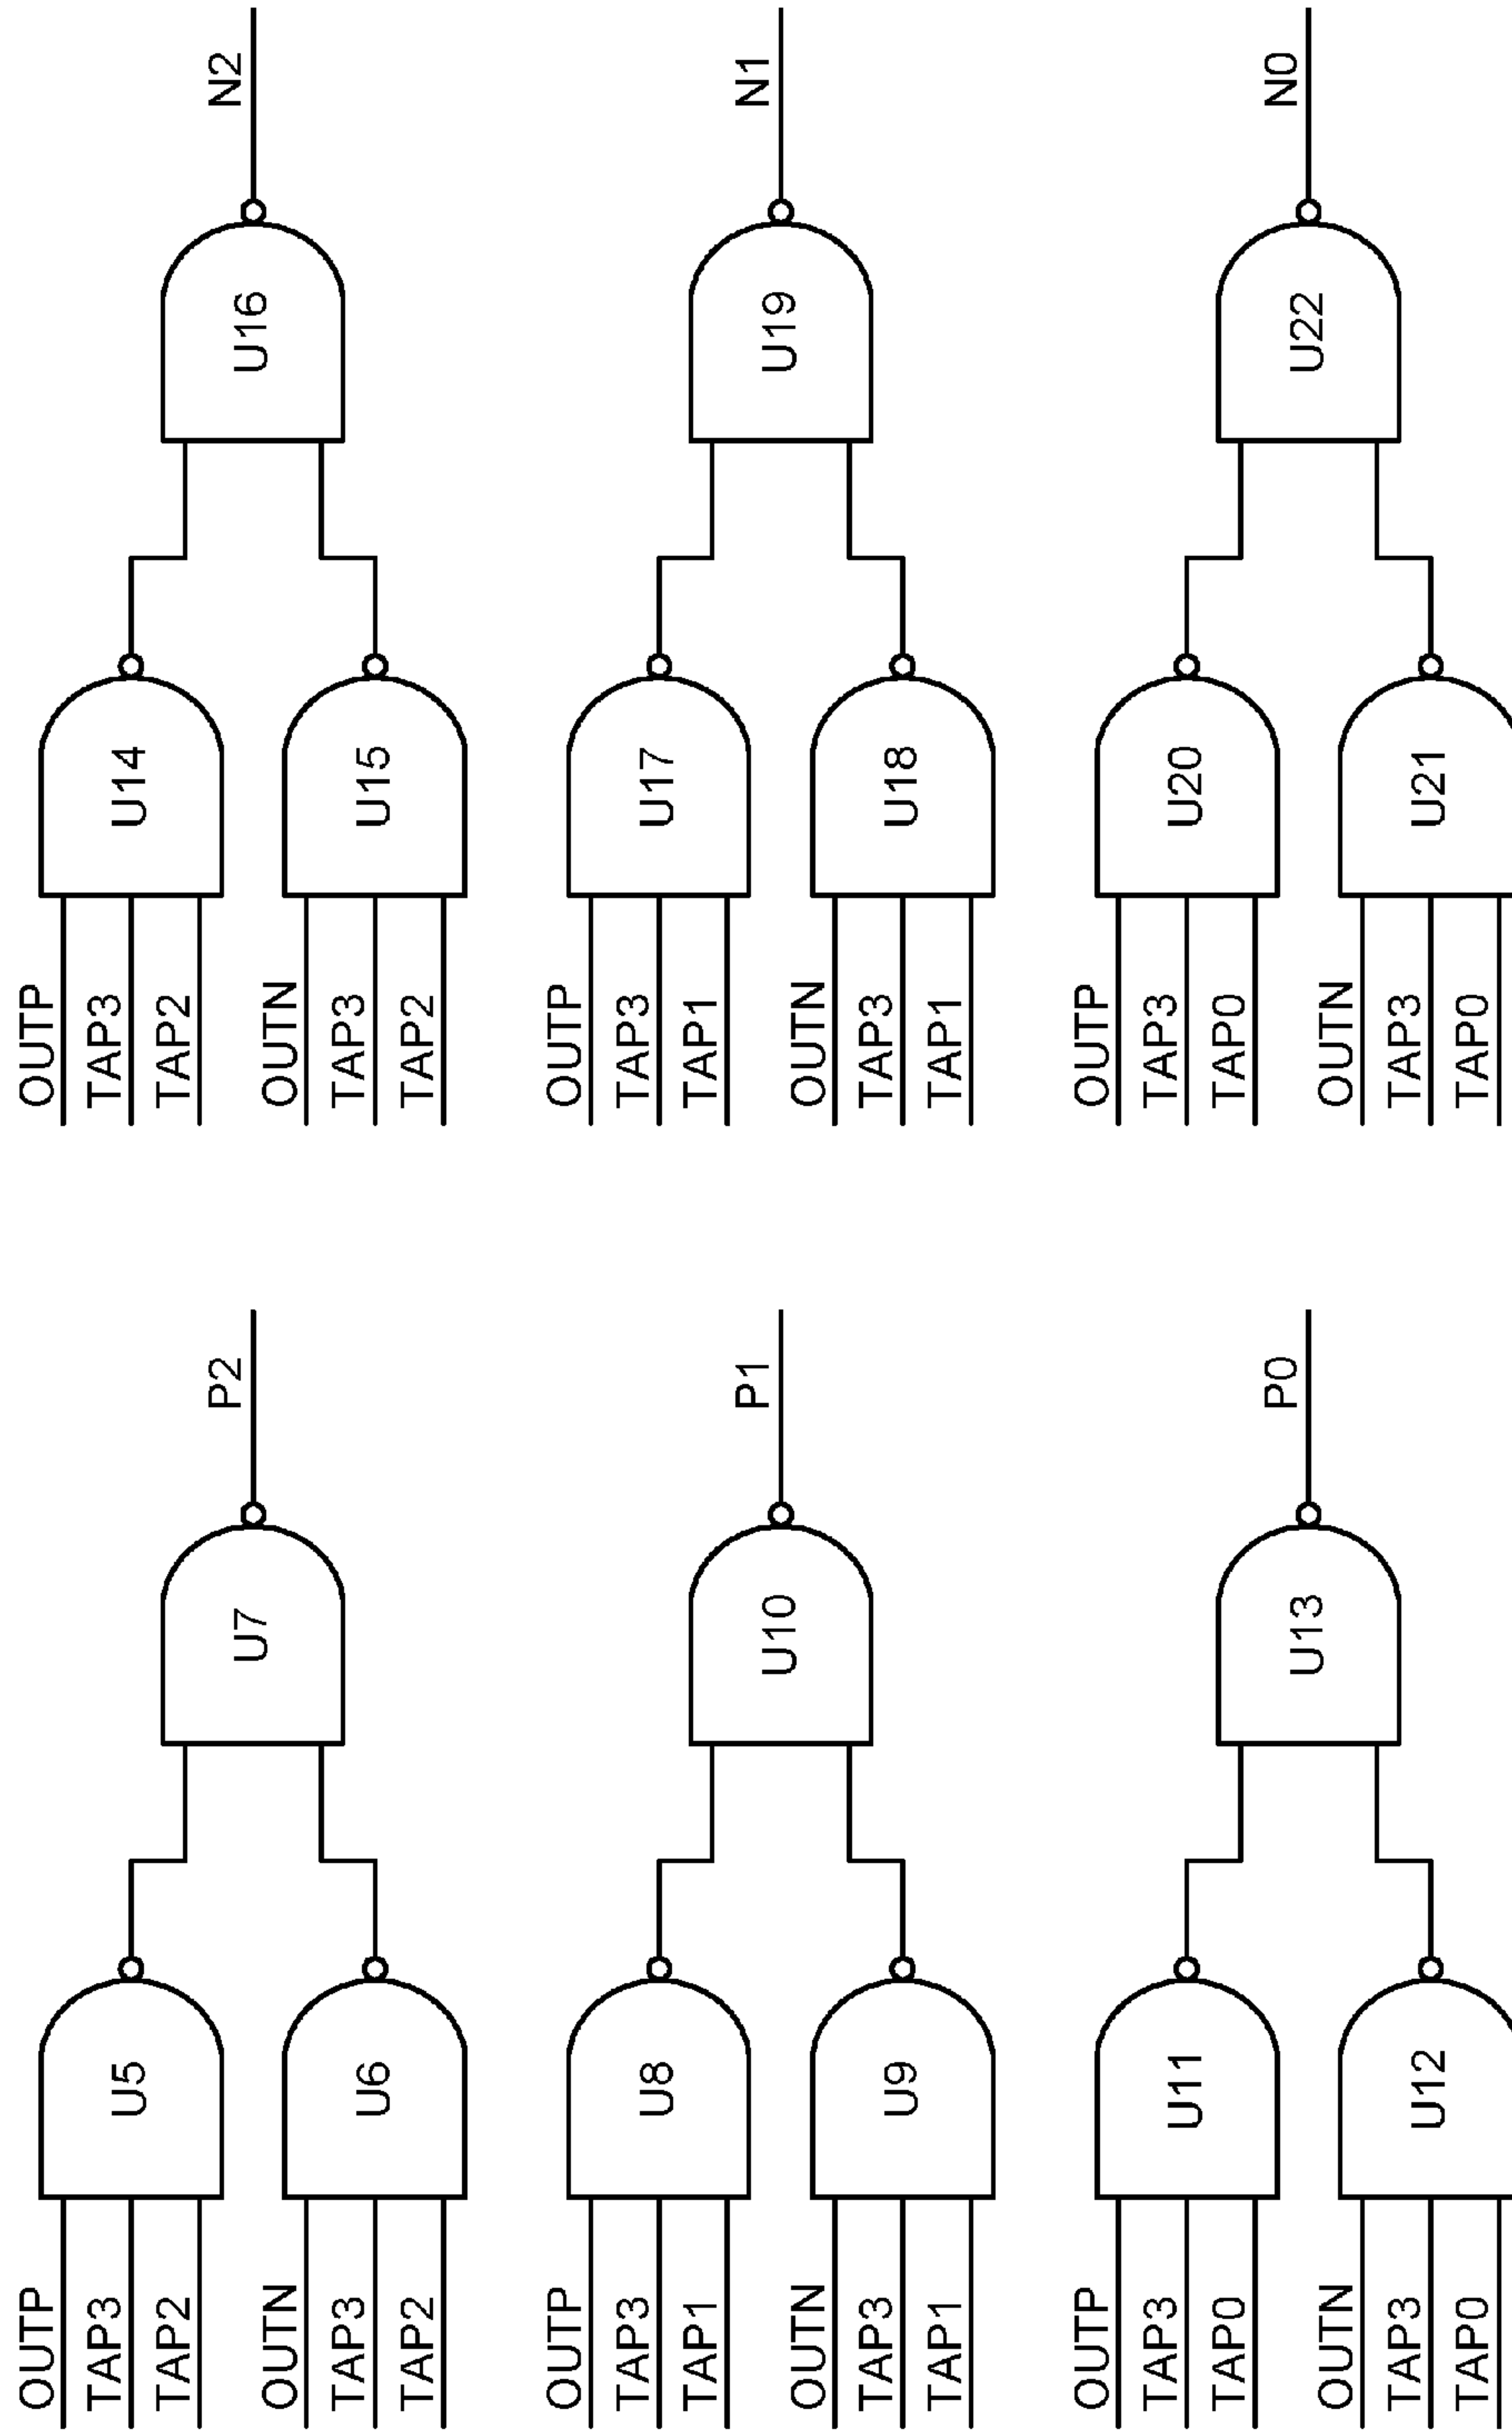 OUTP
TAP3
TAP2
U5
OUTN
TAP3
TAP2
U6
U7
P2
OUTP
TAP3
TAP1
U8
OUTN
TAP3
TAP1
U9
U10
P1
OUTP
TAP3
TAP0
U11
OUTN
TAP3
TAP0
U12
U13
P0
OUTP
TAP3
TAP2
U14
OUTN
TAP3
TAP2
U15
U16
N2
OUTP
TAP3
TAP1
U17
OUTN
TAP3
TAP1
U18
U19
N1
OUTP
TAP3
TAP0
U20
OUTN
TAP3
TAP0
U21
U22
N0